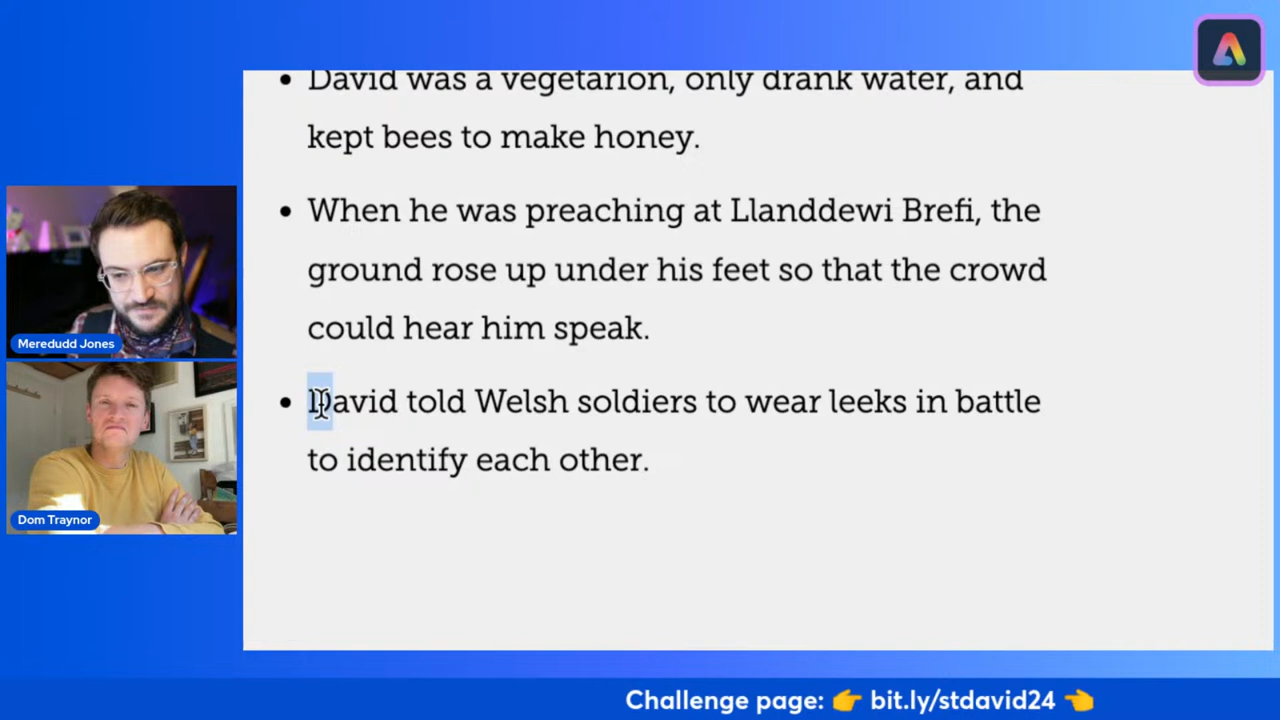 David was a vegetarion, only drank water, and
kept bees to make honey.
When he was preaching at Llanddewi Brefi, the
ground rose up under his feet so that the crowd
could hear him speak.
David told Welsh soldiers to wear leeks in battle
to identify each other.
Meredudd Jones
Dom Traynor
Challenge page: 👉 bit.ly/stdavid24 👈